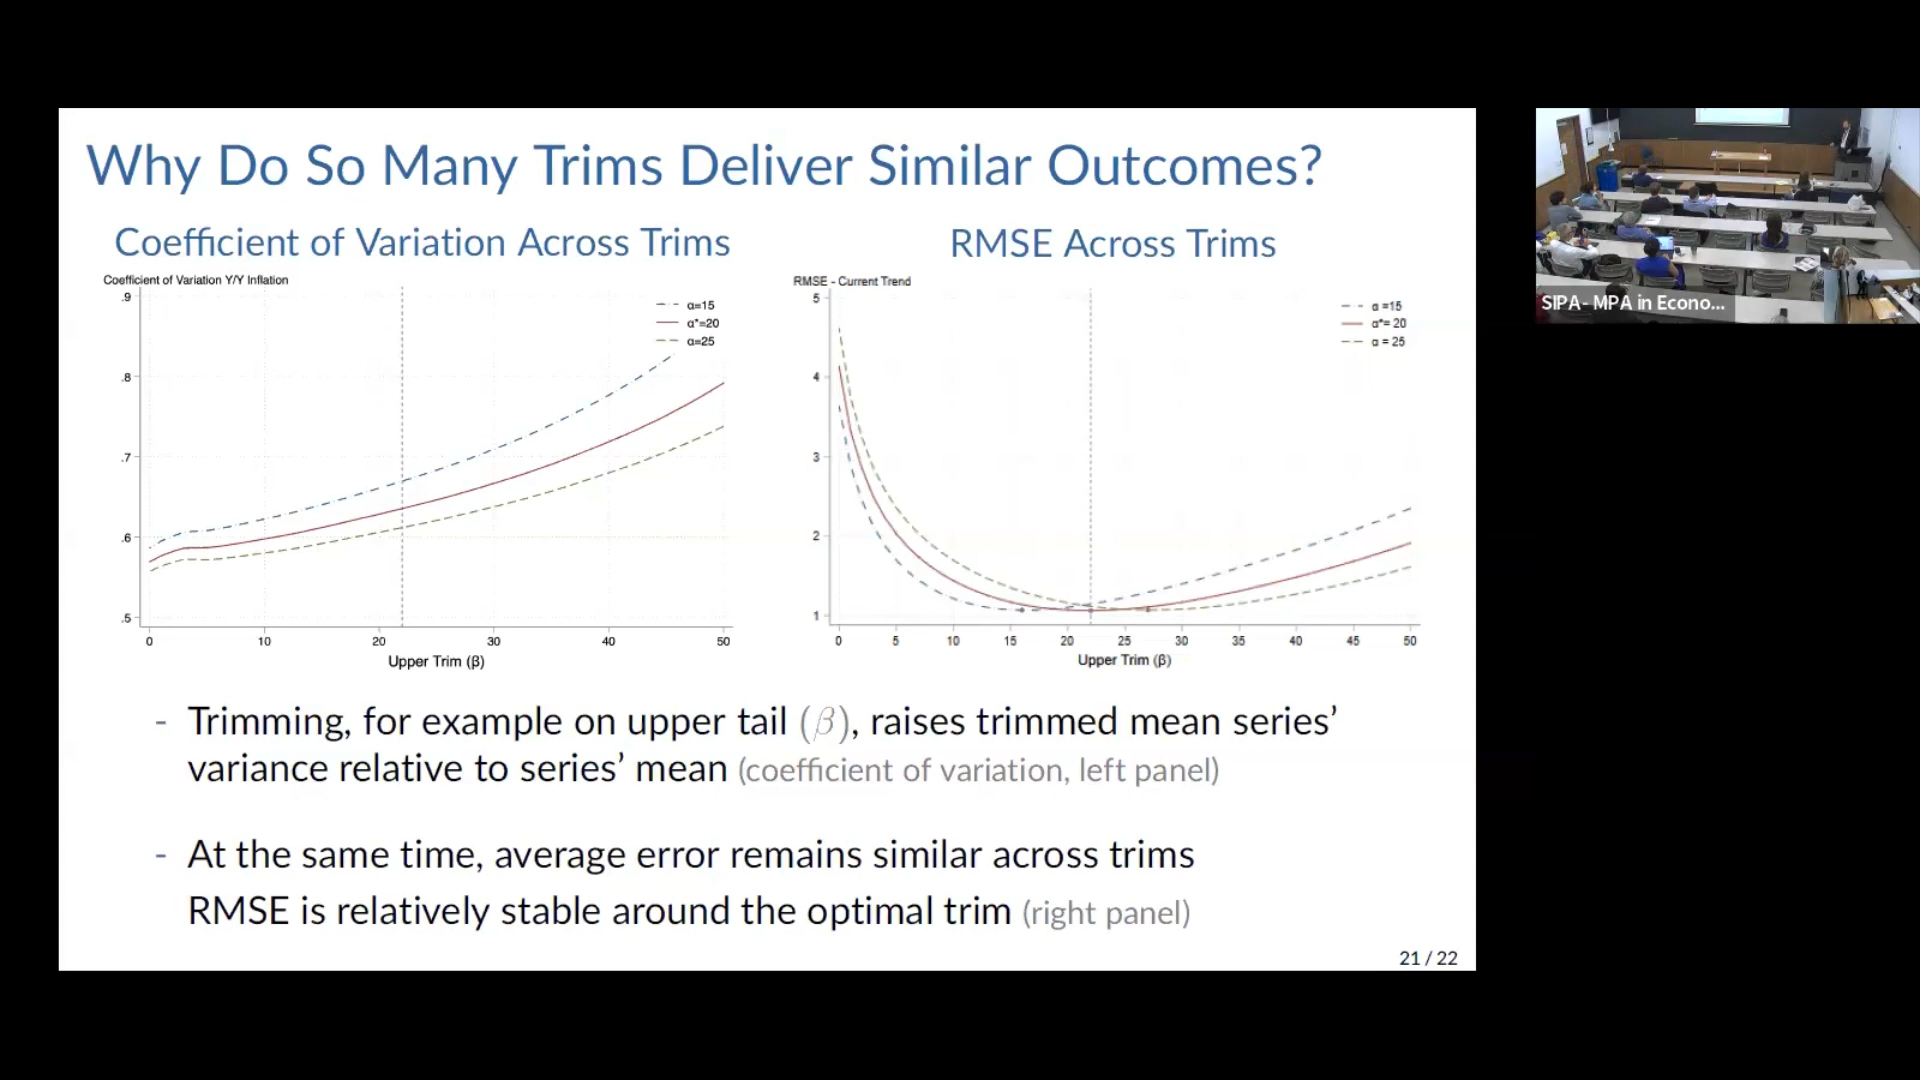 Why Do So Many Trims Deliver Similar Outcomes?
Coefficient of Variation Across Trims
Coefficient of Variation Y/Y Inflation
.9
.8
.7
.6
.5
α=15
α*=20
α=25
0 10 20 30 40 50
Upper Trim (β)
RMSE Across Trims
RMSE - Current Trend
5
4
3
2
1
α =15
α*= 20
α = 25
0 5 10 15 20 25 30 35 40 45 50
Upper Trim (β)
- Trimming, for example on upper tail (β), raises trimmed mean series’
variance relative to series’ mean (coefficient of variation, left panel)
- At the same time, average error remains similar across trims
RMSE is relatively stable around the optimal trim (right panel)
21 / 22
SIPA- MPA in Econo...